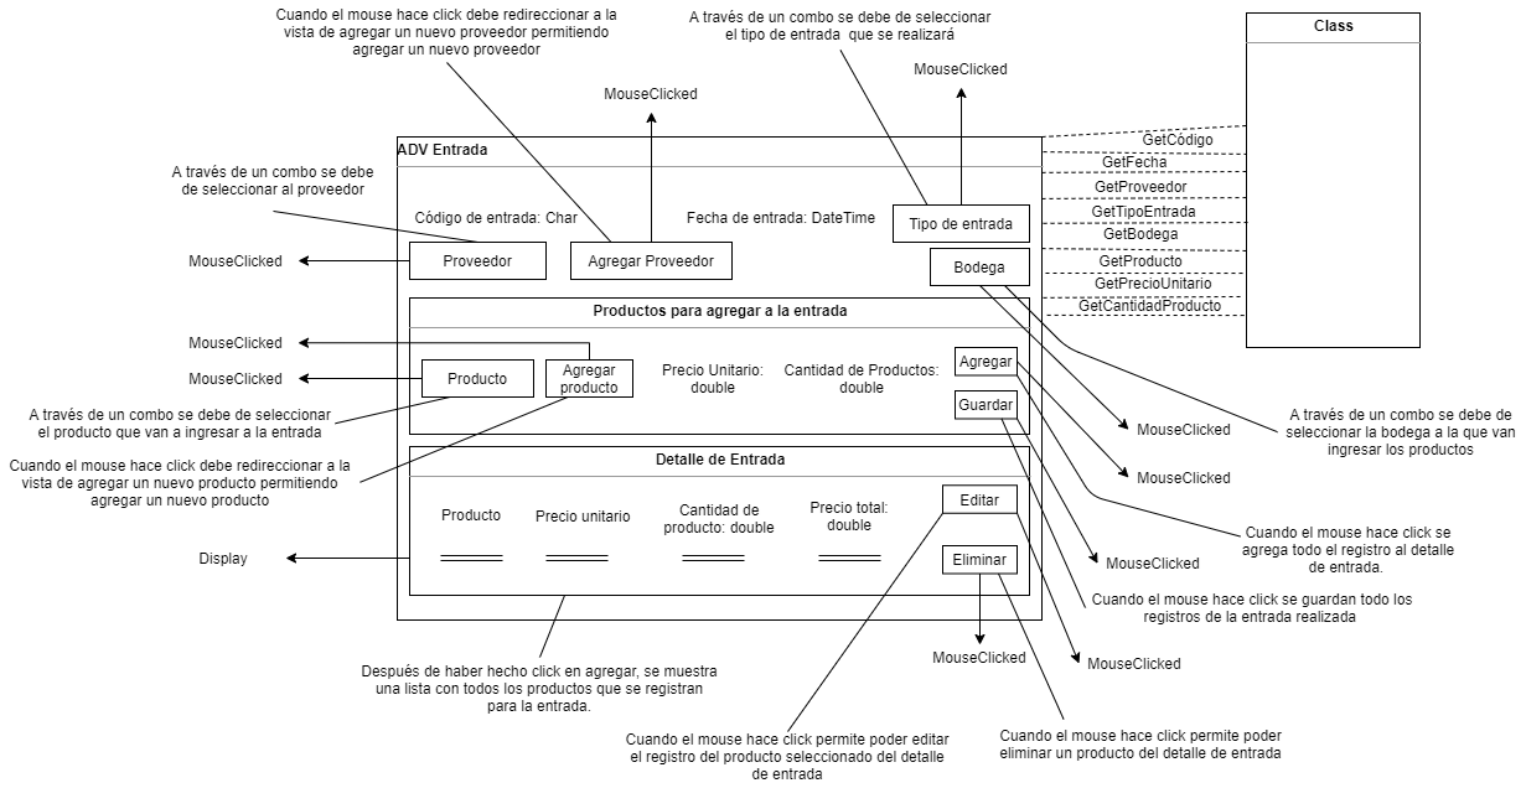 Cuando el mouse hace click debe redireccionar a la
vista de agregar un nuevo proveedor permitiendo
agregar un nuevo proveedor
A través de un combo se debe de seleccionar
el tipo de entrada que se realizará
Class
MouseClicked
MouseClicked
ADV Entrada
GetCódigo
GetFecha
GetProveedor
GetTipoEntrada
GetBodega
GetProducto
GetPrecioUnitario
GetCantidadProducto
A través de un combo se debe
de seleccionar al proveedor
Código de entrada: Char
Fecha de entrada: DateTime
Tipo de entrada
MouseClicked
Proveedor
Agregar Proveedor
Bodega
Productos para agregar a la entrada
MouseClicked
MouseClicked
Producto
Agregar
producto
Precio Unitario:
double
Cantidad de Productos:
double
Agregar
Guardar
A través de un combo se debe de seleccionar
el producto que van a ingresar a la entrada
MouseClicked
A través de un combo se debe de
seleccionar la bodega a la que van
ingresar los productos
Cuando el mouse hace click debe redireccionar a la
vista de agregar un nuevo producto permitiendo
agregar un nuevo producto
MouseClicked
Detalle de Entrada
Producto
Precio unitario
Cantidad de
producto: double
Precio total:
double
Editar
Eliminar
Display
Cuando el mouse hace click se
agrega todo el registro al detalle
de entrada.
MouseClicked
Cuando el mouse hace click se guardan todo los
registros de la entrada realizada
MouseClicked
MouseClicked
Después de haber hecho click en agregar, se muestra
una lista con todos los productos que se registran
para la entrada.
Cuando el mouse hace click permite poder editar
el registro del producto seleccionado del detalle
de entrada
Cuando el mouse hace click permite poder
eliminar un producto del detalle de entrada